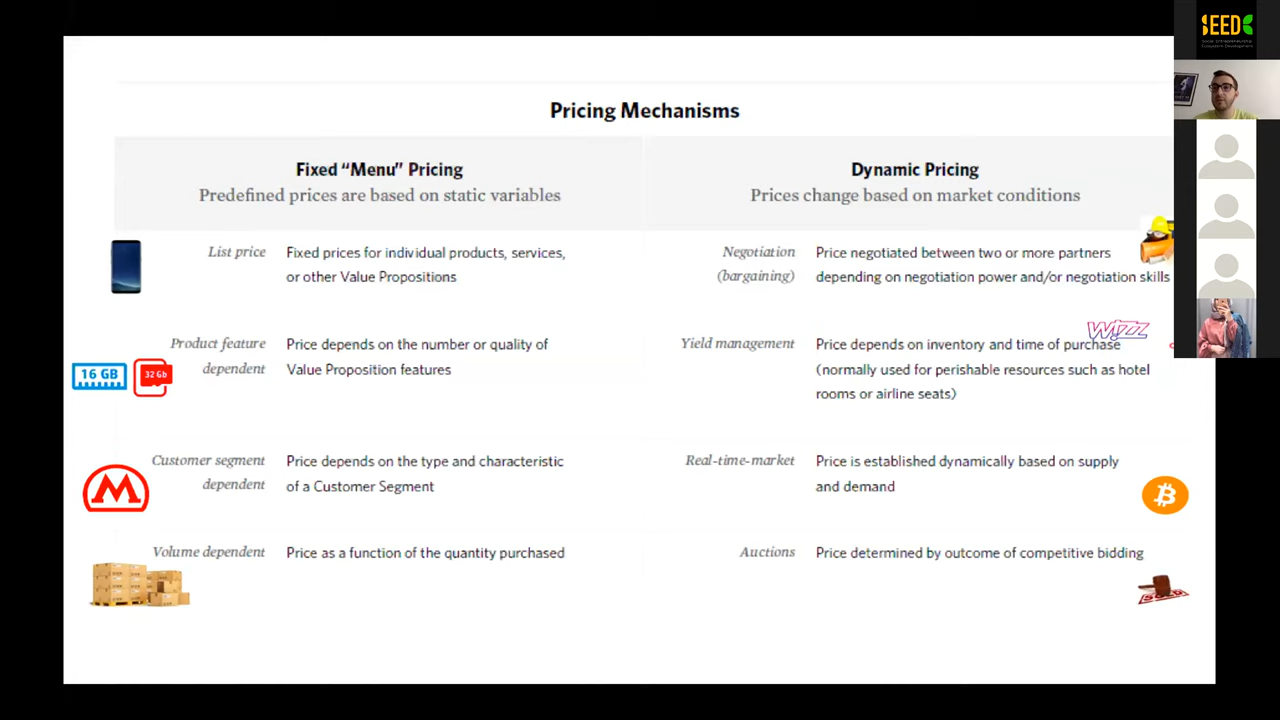 SEED
Pricing Mechanisms
Fixed “Menu” Pricing
Predefined prices are based on static variables
Dynamic Pricing
Prices change based on market conditions
List price
Fixed prices for individual products, services,
or other Value Propositions
Negotiation
(bargaining)
Price negotiated between two or more partners
depending on negotiation power and/or negotiation skills
Product feature
dependent
16 GB
32 Gb
Price depends on the number or quality of
Value Proposition features
Yield management
W!ZZ
Price depends on inventory and time of purchase
(normally used for perishable resources such as hotel
rooms or airline seats)
Customer segment
dependent
M
Price depends on the type and characteristic
of a Customer Segment
Real-time-market
Price is established dynamically based on supply
and demand
Volume dependent
Price as a function of the quantity purchased
Auctions
Price determined by outcome of competitive bidding